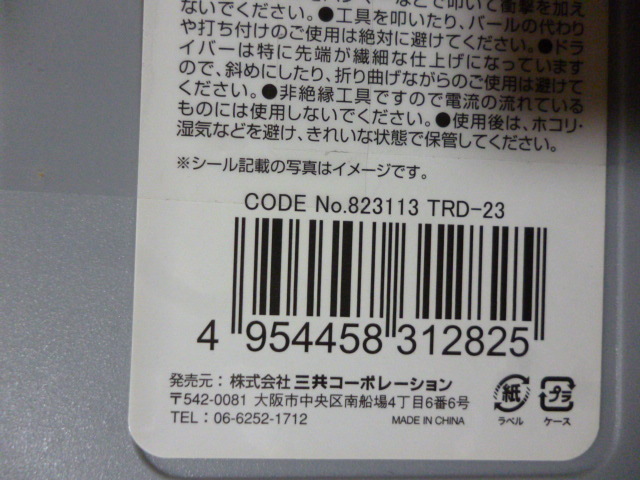 ないでください。●工具を叩いたり、バールの代わり
や打ち付けのご使用は絶対に避けてください。●ドラ
イバーは特に先端が繊細な仕上げになっています
ので、斜めにしたり、折り曲げながらのご使用は避けて
ください。●非絶縁工具ですので電流の流れている
ものには使用しないでください。●使用後は、ホコリ・
湿気などを避け、きれいな状態で保管してください。
※シール記載の写真はイメージです。
CODE No.823113 TRD-23
4 954458 312825
発売元：株式会社 三共コーポレーション
〒542-0081 大阪市中央区南船場4丁目6番6号
TEL：06-6252-1712
MADE IN CHINA
紙
ラベル
プラ
ケース